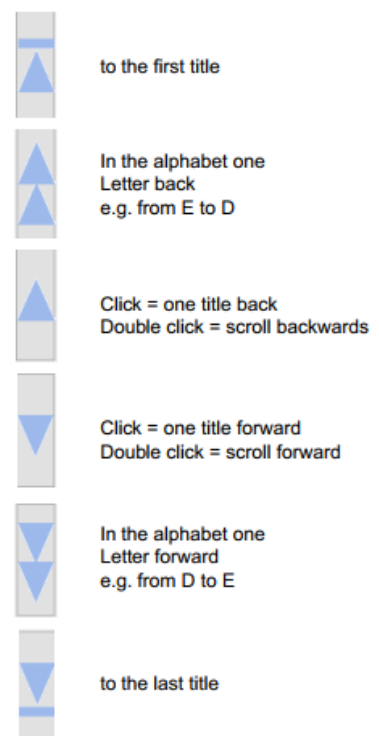 to the first title
In the alphabet one
Letter back
e.g. from E to D
Click = one title back
Double click = scroll backwards
Click = one title forward
Double click = scroll forward
In the alphabet one
Letter forward
e.g. from D to E
to the last title